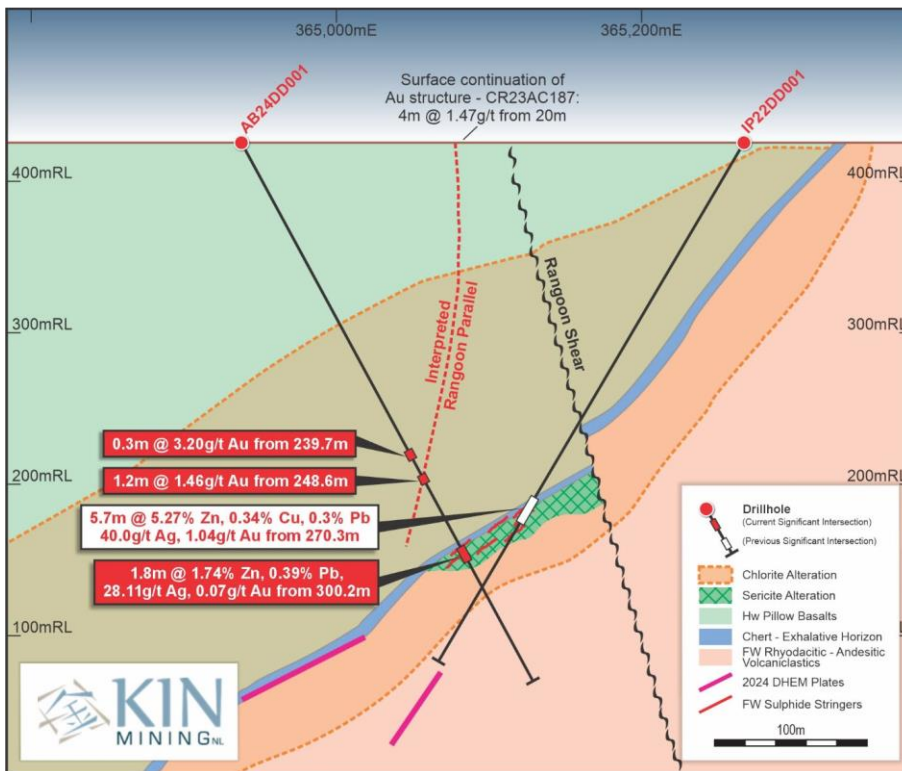 365,000mE
365,200mE
AB24DD001
Surface continuation of
Au structure - CR23AC187:
4m @ 1.47g/t from 20m
IP22DD001
400mRL
400mRL
Interpreted
Rangoon Parallel
Rangoon Shear
300mRL
300mRL
0.3m @ 3.20g/t Au from 239.7m
1.2m @ 1.46g/t Au from 248.6m
200mRL
200mRL
5.7m @ 5.27% Zn, 0.34% Cu, 0.3% Pb
40.0g/t Ag, 1.04g/t Au from 270.3m
1.8m @ 1.74% Zn, 0.39% Pb,
28.11g/t Ag, 0.07g/t Au from 300.2m
100mRL
100mRL
Drillhole
(Current Significant Intersection)
(Previous Significant Intersection)
Chlorite Alteration
Sericite Alteration
Hw Pillow Basalts
Chert - Exhalative Horizon
FW Rhyodacitic - Andesitic
Volcaniclastics
2024 DHEM Plates
FW Sulphide Stringers
100m
金 KIN
MINING NL